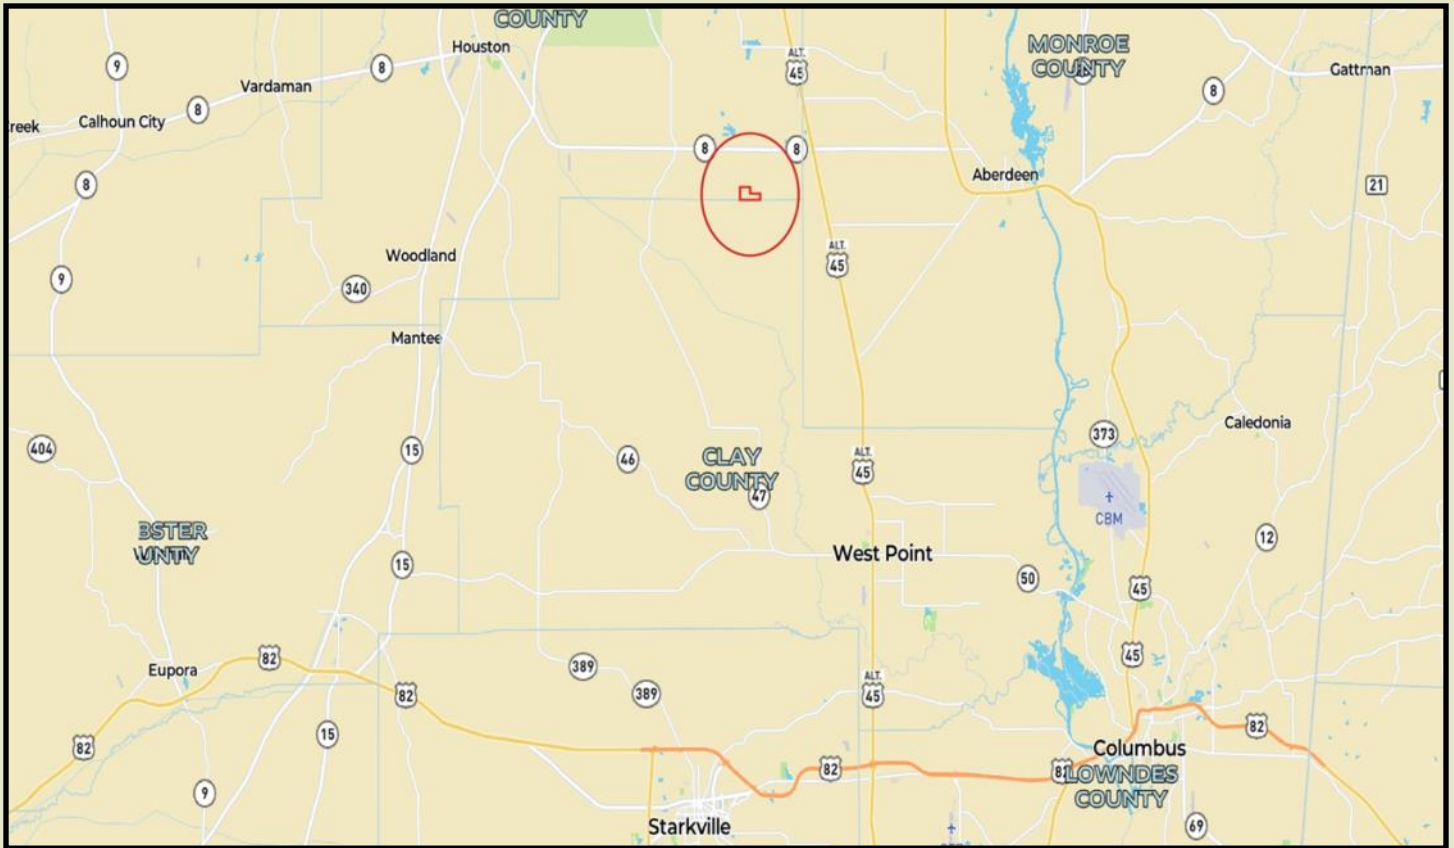 COUNTY
Houston
MONROE
COUNTY
ALT.
45
9
8
Vardaman
Gattman
8
8
Calhoun City
reek
8
8
Aberdeen
21
8
ALT.
45
Woodland
9
340
Mantee
Caledonia
373
404
15
46
CLAY
COUNTY
47
ALT.
45
CBM
BSTER
UNTY
West Point
12
15
50
45
Eupora
82
389
389
82
ALT.
45
45
82
15
82
82
82
Columbus
LOWNDES
COUNTY
9
Starkville
69